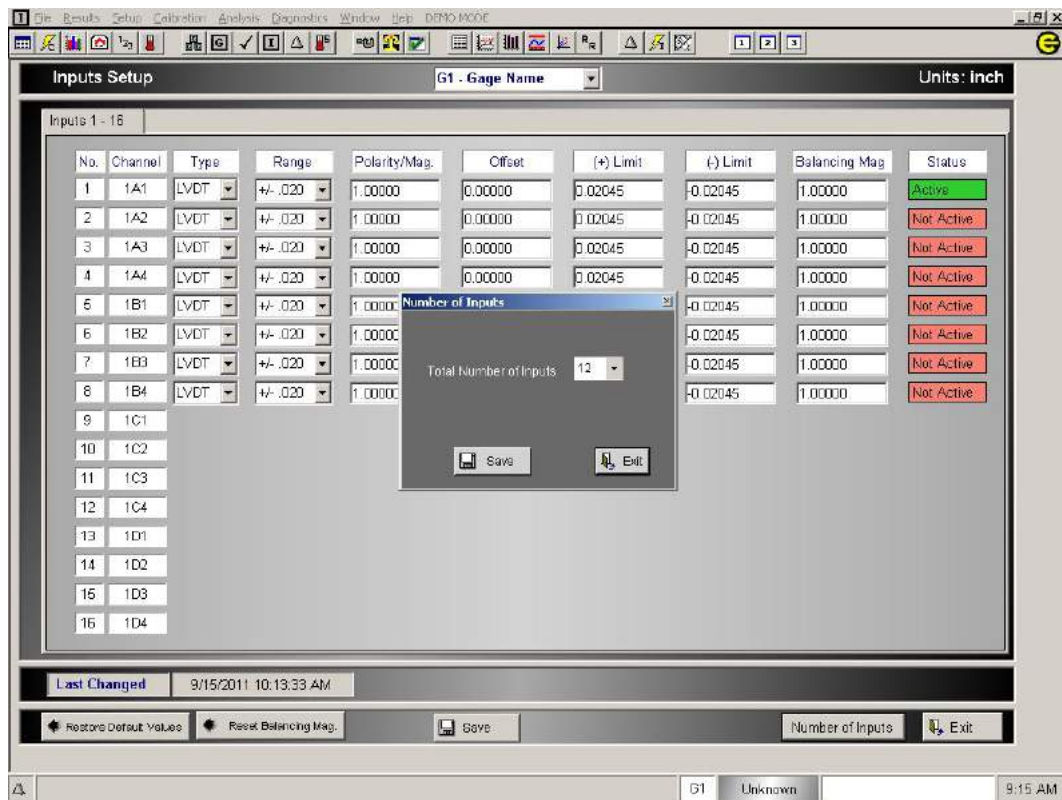 File Results Setup Calibration Analysis Diagnostics Window Help DEMO MODE
Inputs Setup G1 - Gage Name Units: inch
Inputs 1 - 16
No. Channel Type Range Polarity/Mag. Offset (+) Limit (-) Limit Balancing Mag Status
1 1A1 LVDT +/- .020 1.00000 0.00000 0.02045 -0.02045 1.00000 Active
2 1A2 LVDT +/- .020 1.00000 0.00000 0.02045 -0.02045 1.00000 Not Active
3 1A3 LVDT +/- .020 1.00000 0.00000 0.02045 -0.02045 1.00000 Not Active
4 1A4 LVDT +/- .020 1.00000 0.00000 0.02045 -0.02045 1.00000 Not Active
5 1B1 LVDT +/- .020 1.0000 -0.02045 1.00000 Not Active
6 1B2 LVDT +/- .020 1.0000 -0.02045 1.00000 Not Active
7 1B3 LVDT +/- .020 1.0000 -0.02045 1.00000 Not Active
8 1B4 LVDT +/- .020 1.0000 -0.02045 1.00000 Not Active
9 1C1
10 1C2
11 1C3
12 1C4
13 1D1
14 1D2
15 1D3
16 1D4
Number of Inputs
Total Number of Inputs 12
Save Exit
Last Changed 9/15/2011 10:13:33 AM
Restore Default Values Reset Balancing Mag. Save Number of Inputs Exit
G1 Unknown 9:15 AM